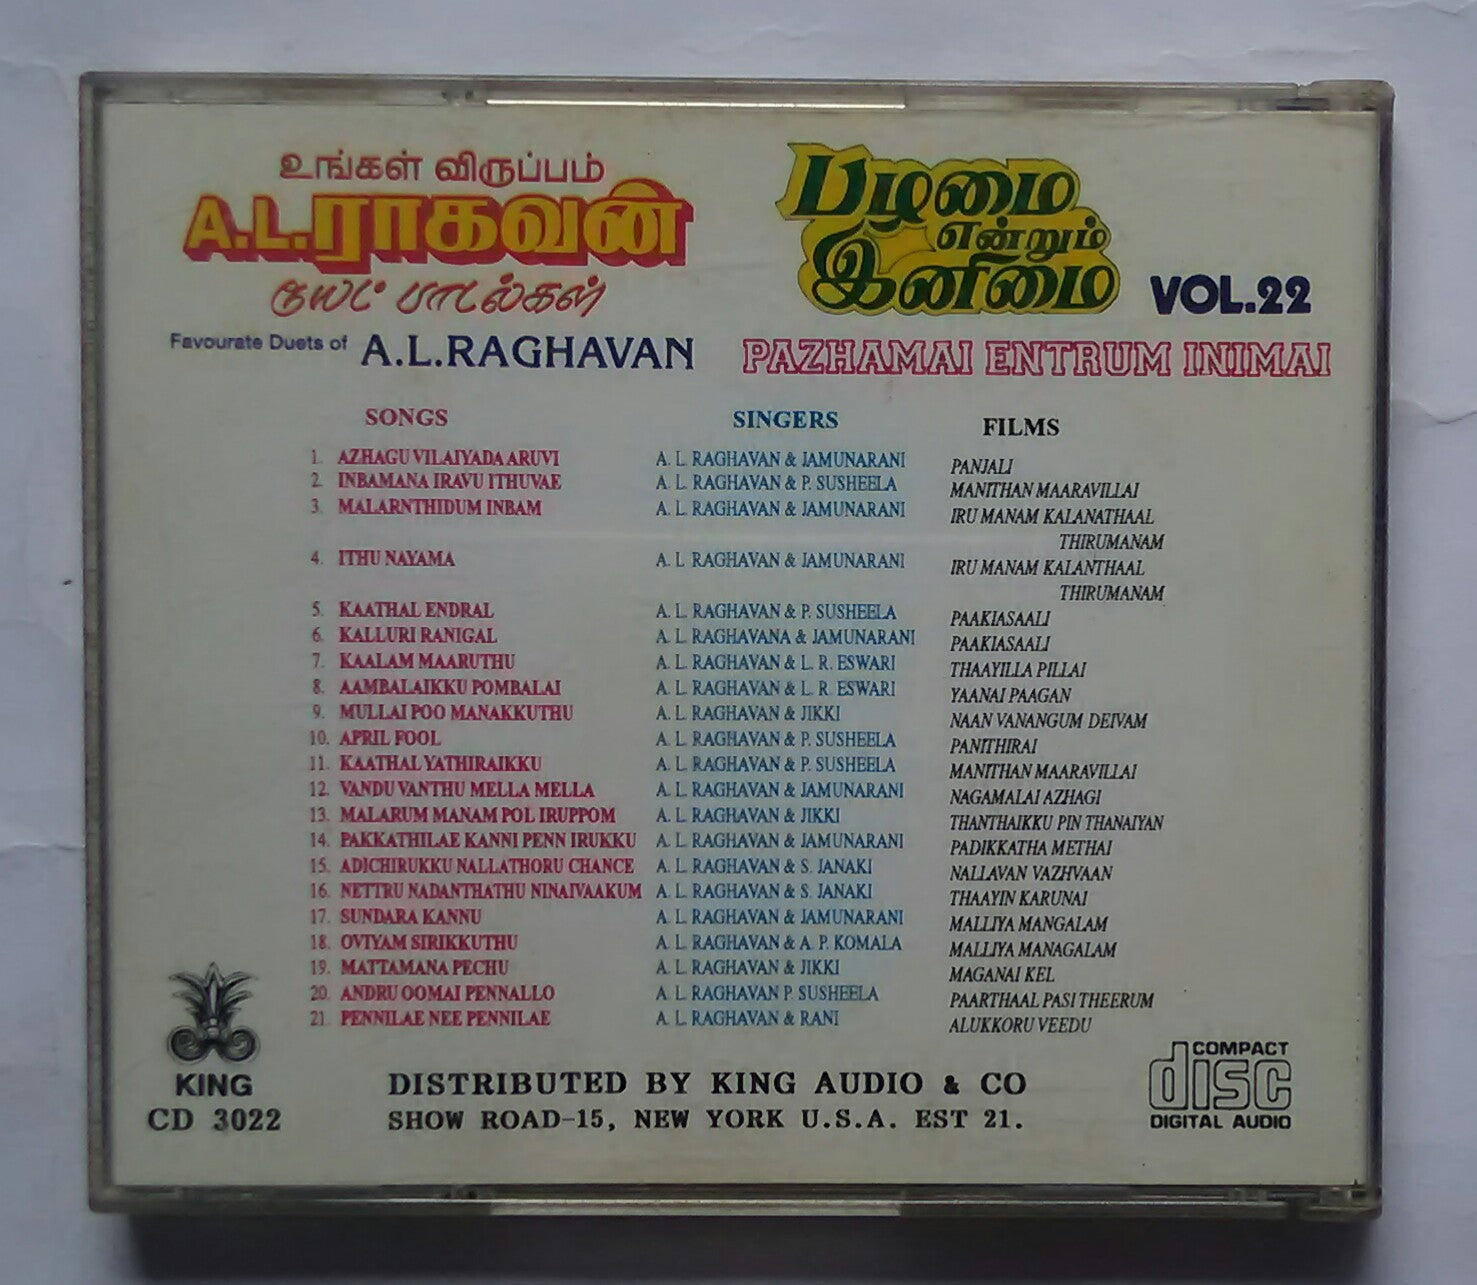 உங்கள் விருப்பம்
A.L.ராகவன்
டூயட் பாடல்கள்
Favourate Duets of A.L.RAGHAVAN
பழமை
என்றும்
இனிமை VOL.22
PAZHAMAI ENTRUM INIMAI
SONGS SINGERS FILMS
1. AZHAGU VILAIYADA ARUVI A. L. RAGHAVAN & JAMUNARANI PANJALI
2. INBAMANA IRAVU ITHUVAE A. L. RAGHAVAN & P. SUSHEELA MANITHAN MAARAVILLAI
3. MALARNTHIDUM INBAM A. L. RAGHAVAN & JAMUNARANI IRU MANAM KALANATHAAL
THIRUMANAM
4. ITHU NAYAMA A. L. RAGHAVAN & JAMUNARANI IRU MANAM KALANTHAAL
THIRUMANAM
5. KAATHAL ENDRAL A. L. RAGHAVAN & P. SUSHEELA PAAKIASAALI
6. KALLURI RANIGAL A. L. RAGHAVANA & JAMUNARANI PAAKIASAALI
7. KAALAM MAARUTHU A. L. RAGHAVAN & L. R. ESWARI THAAYILLA PILLAI
8. AAMBALAIKKU POMBALAI A. L. RAGHAVAN & L. R. ESWARI YAANAI PAAGAN
9. MULLAI POO MANAKKUTHU A. L. RAGHAVAN & JIKKI NAAN VANANGUM DEIVAM
10. APRIL FOOL A. L. RAGHAVAN & P. SUSHEELA PANITHIRAI
11. KAATHAL YATHIRAIKKU A. L. RAGHAVAN & P. SUSHEELA MANITHAN MAARAVILLAI
12. VANDU VANTHU MELLA MELLA A. L. RAGHAVAN & JAMUNARANI NAGAMALAI AZHAGI
13. MALARUM MANAM POL IRUPPOM A. L. RAGHAVAN & JIKKI THANTHAIKKU PIN THANAIYAN
14. PAKKATHILAE KANNI PENN IRUKKU A. L. RAGHAVAN & JAMUNARANI PADIKKATHA METHAI
15. ADICHIRUKKU NALLATHORU CHANCE A. L. RAGHAVAN & S. JANAKI NALLAVAN VAZHVAAN
16. NETTRU NADANTHATHU NINAIVAAKUM A. L. RAGHAVAN & S. JANAKI THAAYIN KARUNAI
17. SUNDARA KANNU A. L. RAGHAVAN & JAMUNARANI MALLIYA MANGALAM
18. OVIYAM SIRIKKUTHU A. L. RAGHAVAN & A. P. KOMALA MALLIYA MANAGALAM
19. MATTAMANA PECHU A. L. RAGHAVAN & JIKKI MAGANAI KEL
20. ANDRU OOMAI PENNALLO A. L. RAGHAVAN P. SUSHEELA PAARTHAAL PASI THEERUM
21. PENNILAE NEE PENNILAE A. L. RAGHAVAN & RANI ALUKKORU VEEDU
KING
CD 3022
DISTRIBUTED BY KING AUDIO & CO
SHOW ROAD-15, NEW YORK U.S.A. EST 21.
COMPACT
disc
DIGITAL AUDIO